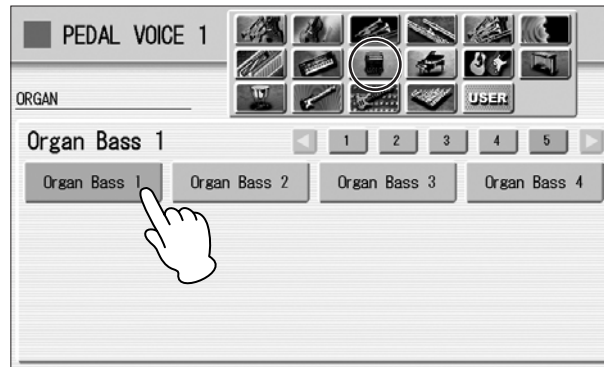 PEDAL VOICE 1
ORGAN
USER
Organ Bass 1
1 2 3 4 5
Organ Bass 1 Organ Bass 2 Organ Bass 3 Organ Bass 4